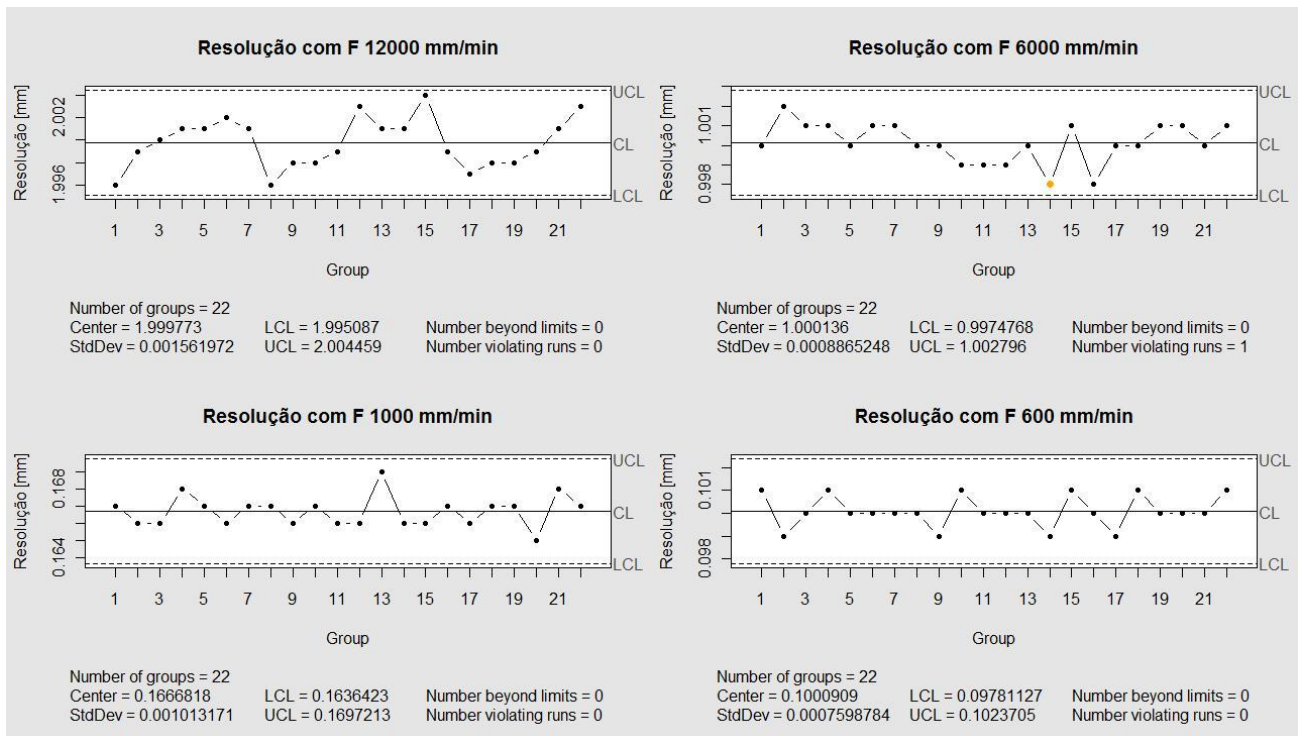 Resolução com F 12000 mm/min
Resolução [mm]
2.002
1.996
UCL
CL
LCL
1 3 5 7 9 11 13 15 17 19 21
Group
Number of groups = 22
Center = 1.999773 LCL = 1.995087 Number beyond limits = 0
StdDev = 0.001561972 UCL = 2.004459 Number violating runs = 0
Resolução com F 6000 mm/min
Resolução [mm]
1.001
0.998
UCL
CL
LCL
1 3 5 7 9 11 13 15 17 19 21
Group
Number of groups = 22
Center = 1.000136 LCL = 0.9974768 Number beyond limits = 0
StdDev = 0.0008865248 UCL = 1.002796 Number violating runs = 1
Resolução com F 1000 mm/min
Resolução [mm]
0.168
0.164
UCL
CL
LCL
1 3 5 7 9 11 13 15 17 19 21
Group
Number of groups = 22
Center = 0.1666818 LCL = 0.1636423 Number beyond limits = 0
StdDev = 0.001013171 UCL = 0.1697213 Number violating runs = 0
Resolução com F 600 mm/min
Resolução [mm]
0.101
0.098
UCL
CL
LCL
1 3 5 7 9 11 13 15 17 19 21
Group
Number of groups = 22
Center = 0.1000909 LCL = 0.09781127 Number beyond limits = 0
StdDev = 0.0007598784 UCL = 0.1023705 Number violating runs = 0